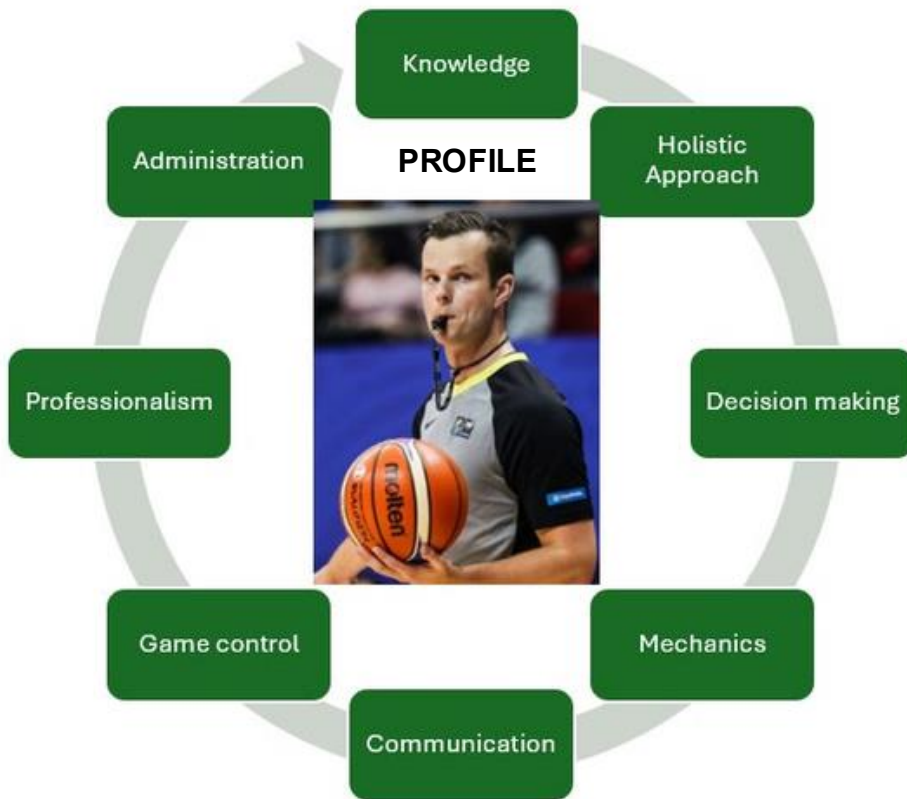 Knowledge
Holistic
Approach
Decision making
Mechanics
Communication
Game control
Professionalism
Administration
PROFILE
molten